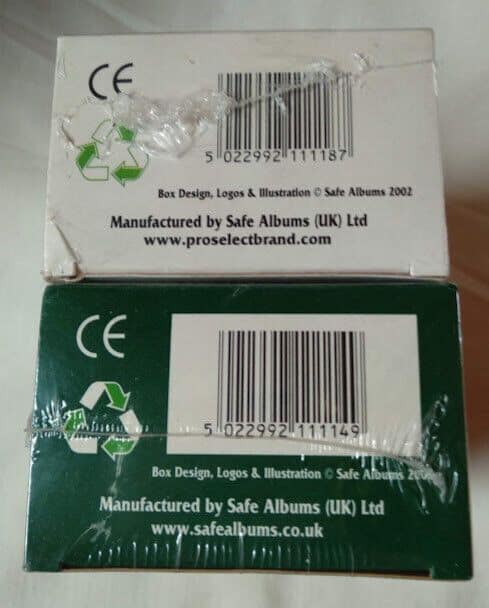 CE
5 022992 111187
Box Design, Logos & Illustration © Safe Albums 2002
Manufactured by Safe Albums (UK) Ltd
www.proselectbrand.com
CE
5 022992 111149
Box Design, Logos & Illustration © Safe Albums
Manufactured by Safe Albums (UK) Ltd
www.safealbums.co.uk